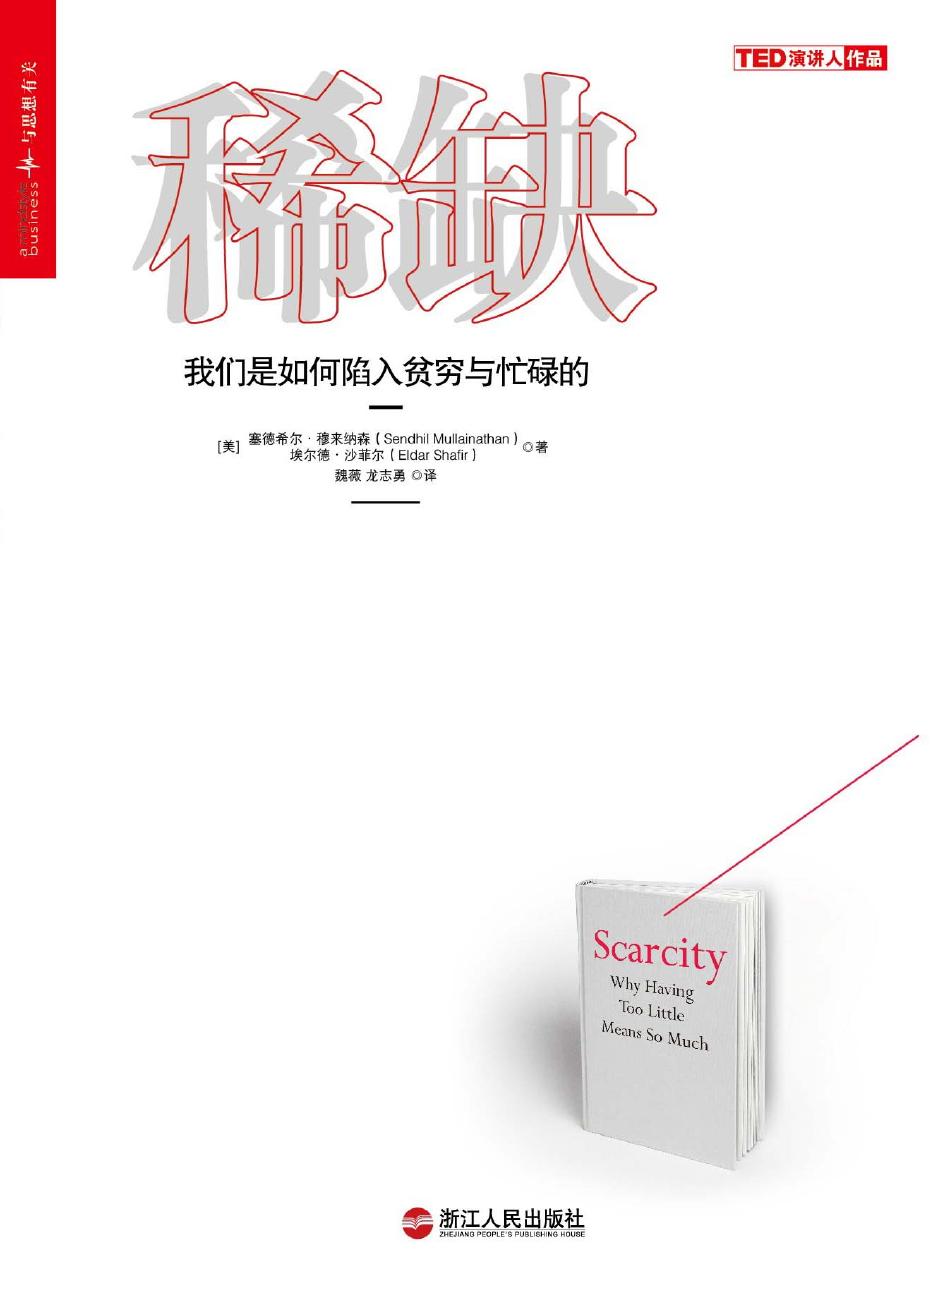 与思想有关
a mindstyle business
TED演讲人作品
稀缺
我们是如何陷入贫穷与忙碌的
[美] 塞德希尔·穆来纳森（Sendhil Mullainathan）
埃尔德·沙菲尔（Eldar Shafir） ◎著
魏薇 龙志勇 ◎译
Scarcity
Why Having
Too Little
Means So Much
浙江人民出版社
ZHEJIANG PEOPLE'S PUBLISHING HOUSE